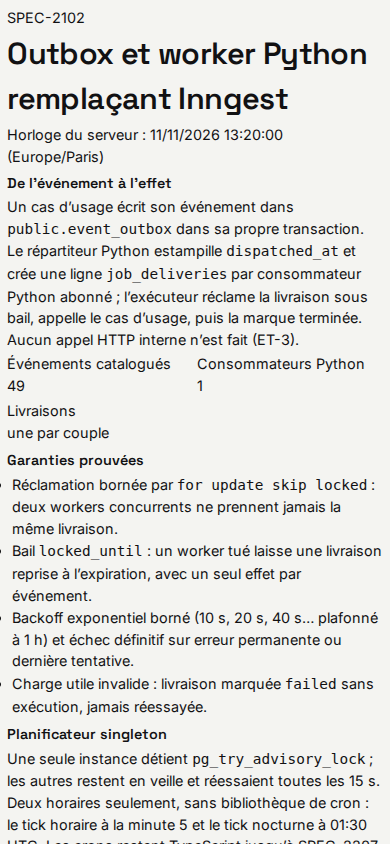 SPEC-2102
Outbox et worker Python
remplaçant Inngest
Horloge du serveur : 11/11/2026 13:20:00
(Europe/Paris)
De l'événement à l'effet
Un cas d'usage écrit son événement dans
public.event_outbox dans sa propre transaction.
Le répartiteur Python estampille dispatched_at et
crée une ligne job_deliveries par consommateur
Python abonné ; l'exécuteur réclame la livraison sous
bail, appelle le cas d'usage, puis la marque terminée.
Aucun appel HTTP interne n'est fait (ET-3).
Événements catalogués Consommateurs Python
49 1
Livraisons
une par couple
Garanties prouvées
Réclamation bornée par for update skip locked :
deux workers concurrents ne prennent jamais la
même livraison.
Bail locked_until : un worker tué laisse une livraison
reprise à l'expiration, avec un seul effet par
événement.
Backoff exponentiel borné (10 s, 20 s, 40 s… plafonné
à 1 h) et échec définitif sur erreur permanente ou
dernière tentative.
Charge utile invalide : livraison marquée failed sans
exécution, jamais réessayée.
Planificateur singleton
Une seule instance détient pg_try_advisory_lock ;
les autres restent en veille et réessaient toutes les 15 s.
Deux horaires seulement, sans bibliothèque de cron :
le tick horaire à la minute 5 et le tick nocturne à 01:30